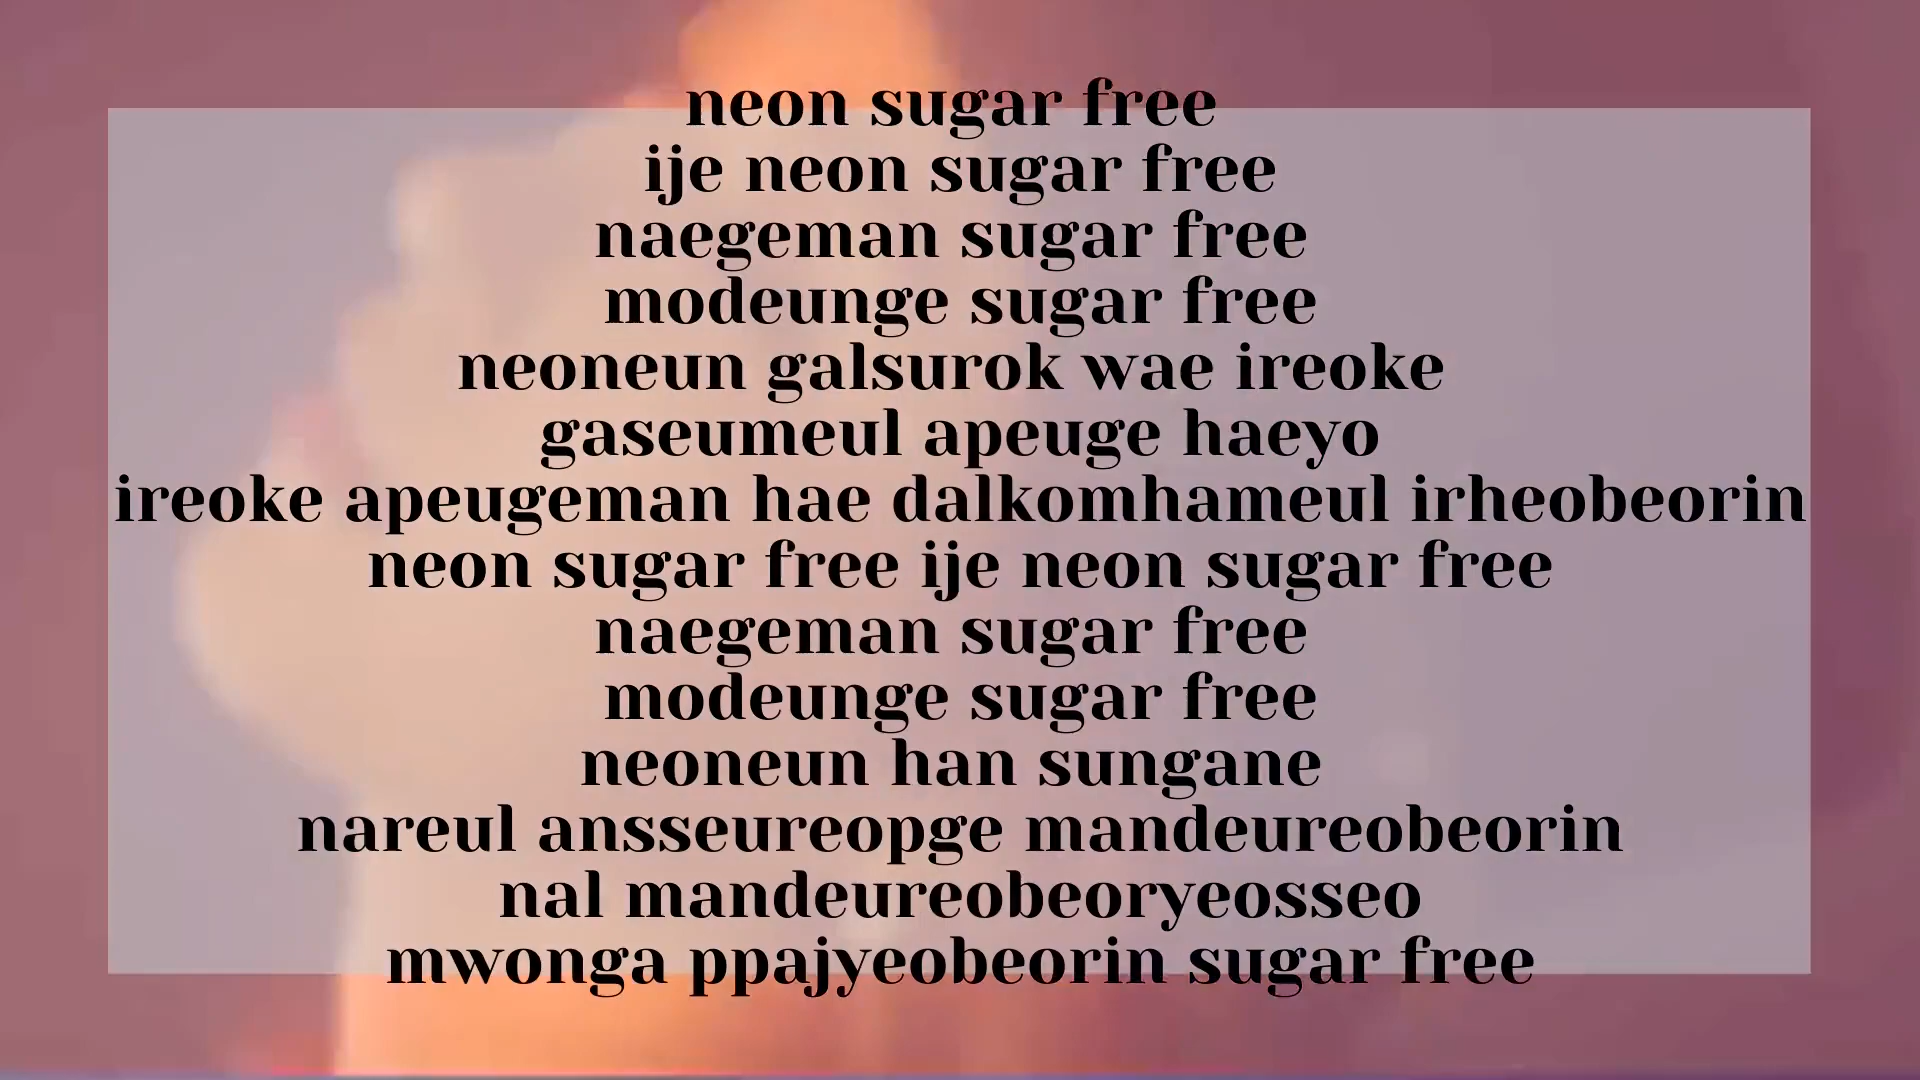 neon sugar free
ije neon sugar free
naegeman sugar free
modeunge sugar free
neoneun galsurok wae ireoke
gaseumeul apeuge haeyo
ireoke apeugeman hae dalkomhameul irheobeorin
neon sugar free ije neon sugar free
naegeman sugar free
modeunge sugar free
neoneun han sungane
nareul ansseureopge mandeureobeorin
nal mandeureobeoryeosseo
mwonga ppajyeobeorin sugar free